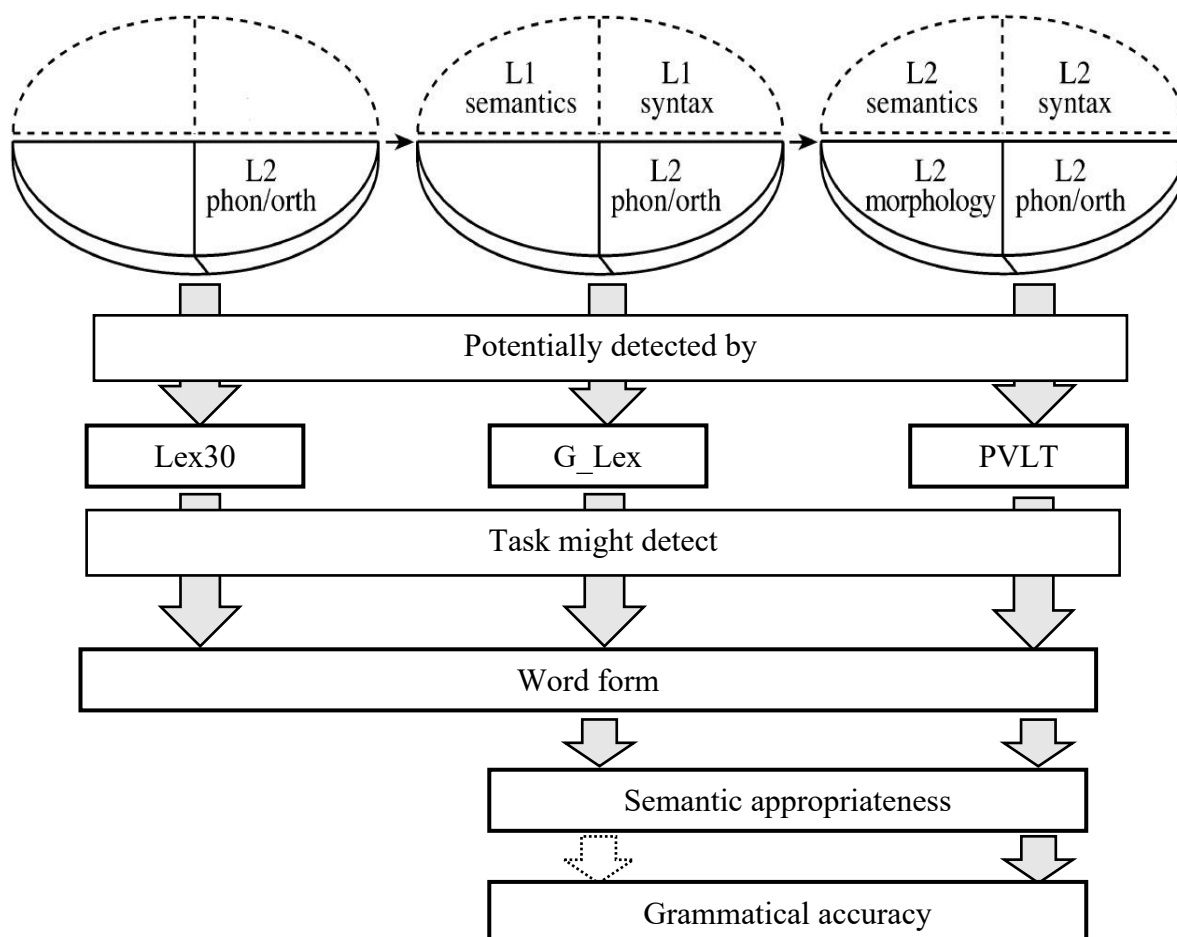 L1
semantics
L1
syntax
L2
semantics
L2
syntax
L2
phon/orth
L2
phon/orth
L2
morphology
L2
phon/orth
Potentially detected by
Lex30
G_Lex
PVLT
Task might detect
Word form
Semantic appropriateness
Grammatical accuracy